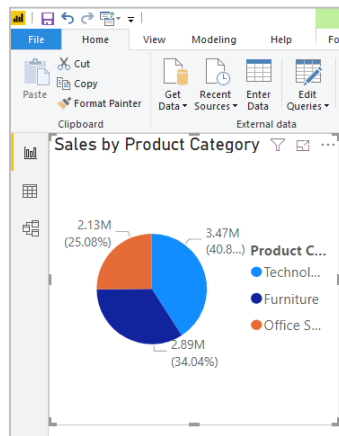 File Home View Modeling Help Fo
Paste
Cut
Copy
Format Painter
Clipboard
Get Data
Recent Sources
Enter Data
Edit Queries
External data
Sales by Product Category
2.13M
(25.08%)
3.47M
(40.8...)
2.89M
(34.04%)
Product C...
Technol...
Furniture
Office S...